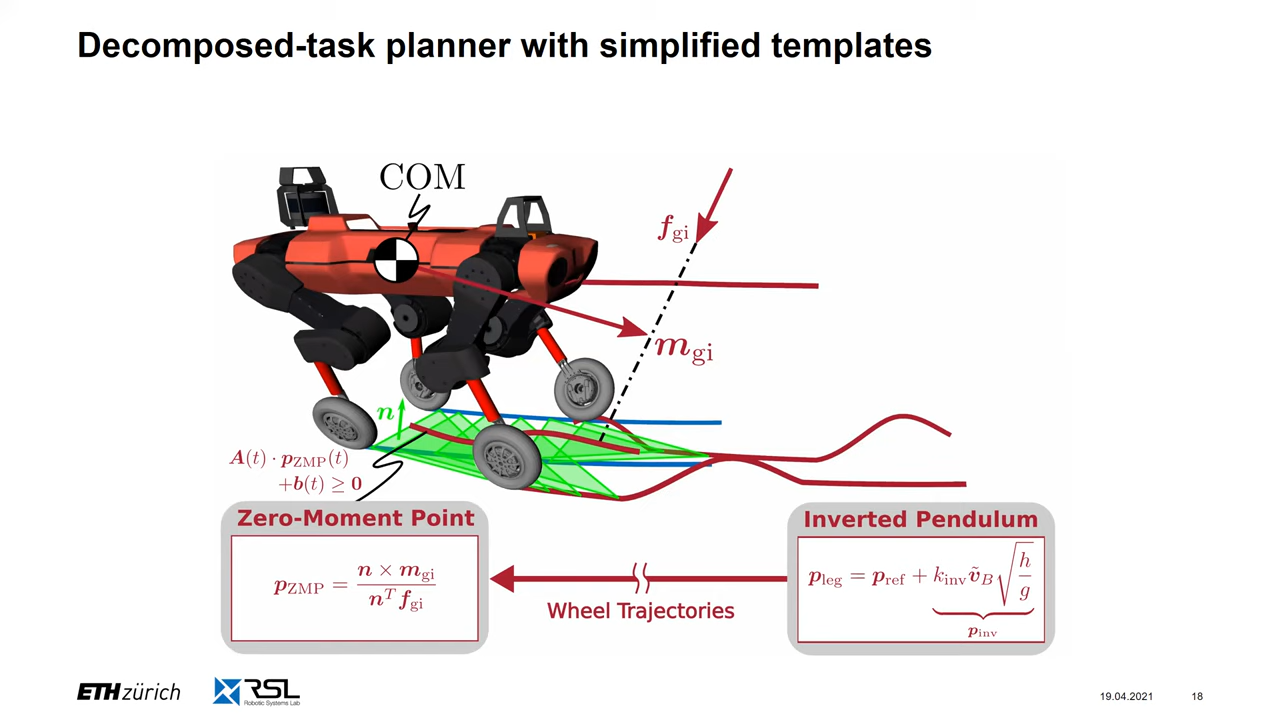 Decomposed-task planner with simplified templates
COM
f_gi
m_gi
n
A(t) · p_ZMP(t)
+b(t) ≥ 0
Zero-Moment Point
p_ZMP = (n × m_gi) / (n^T f_gi)
Wheel Trajectories
Inverted Pendulum
p_leg = p_ref + k_inv ṽ_B √(h/g)
p_inv
ETH zürich
RSL
Robotic Systems Lab
19.04.2021
18